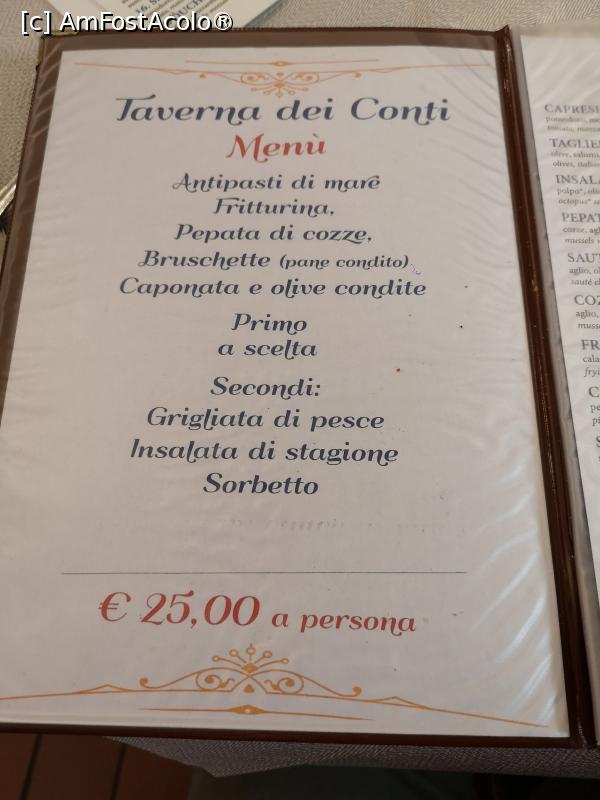 [c] AmFostAcolo®
Taverna dei Conti
Menù
Antipasti di mare
Fritturina,
Pepata di cozze,
Bruschette (pane condito)
Caponata e olive condite
Primo
a scelta
Secondi:
Grigliata di pesce
Insalata di stagione
Sorbetto
€ 25,00 a persona